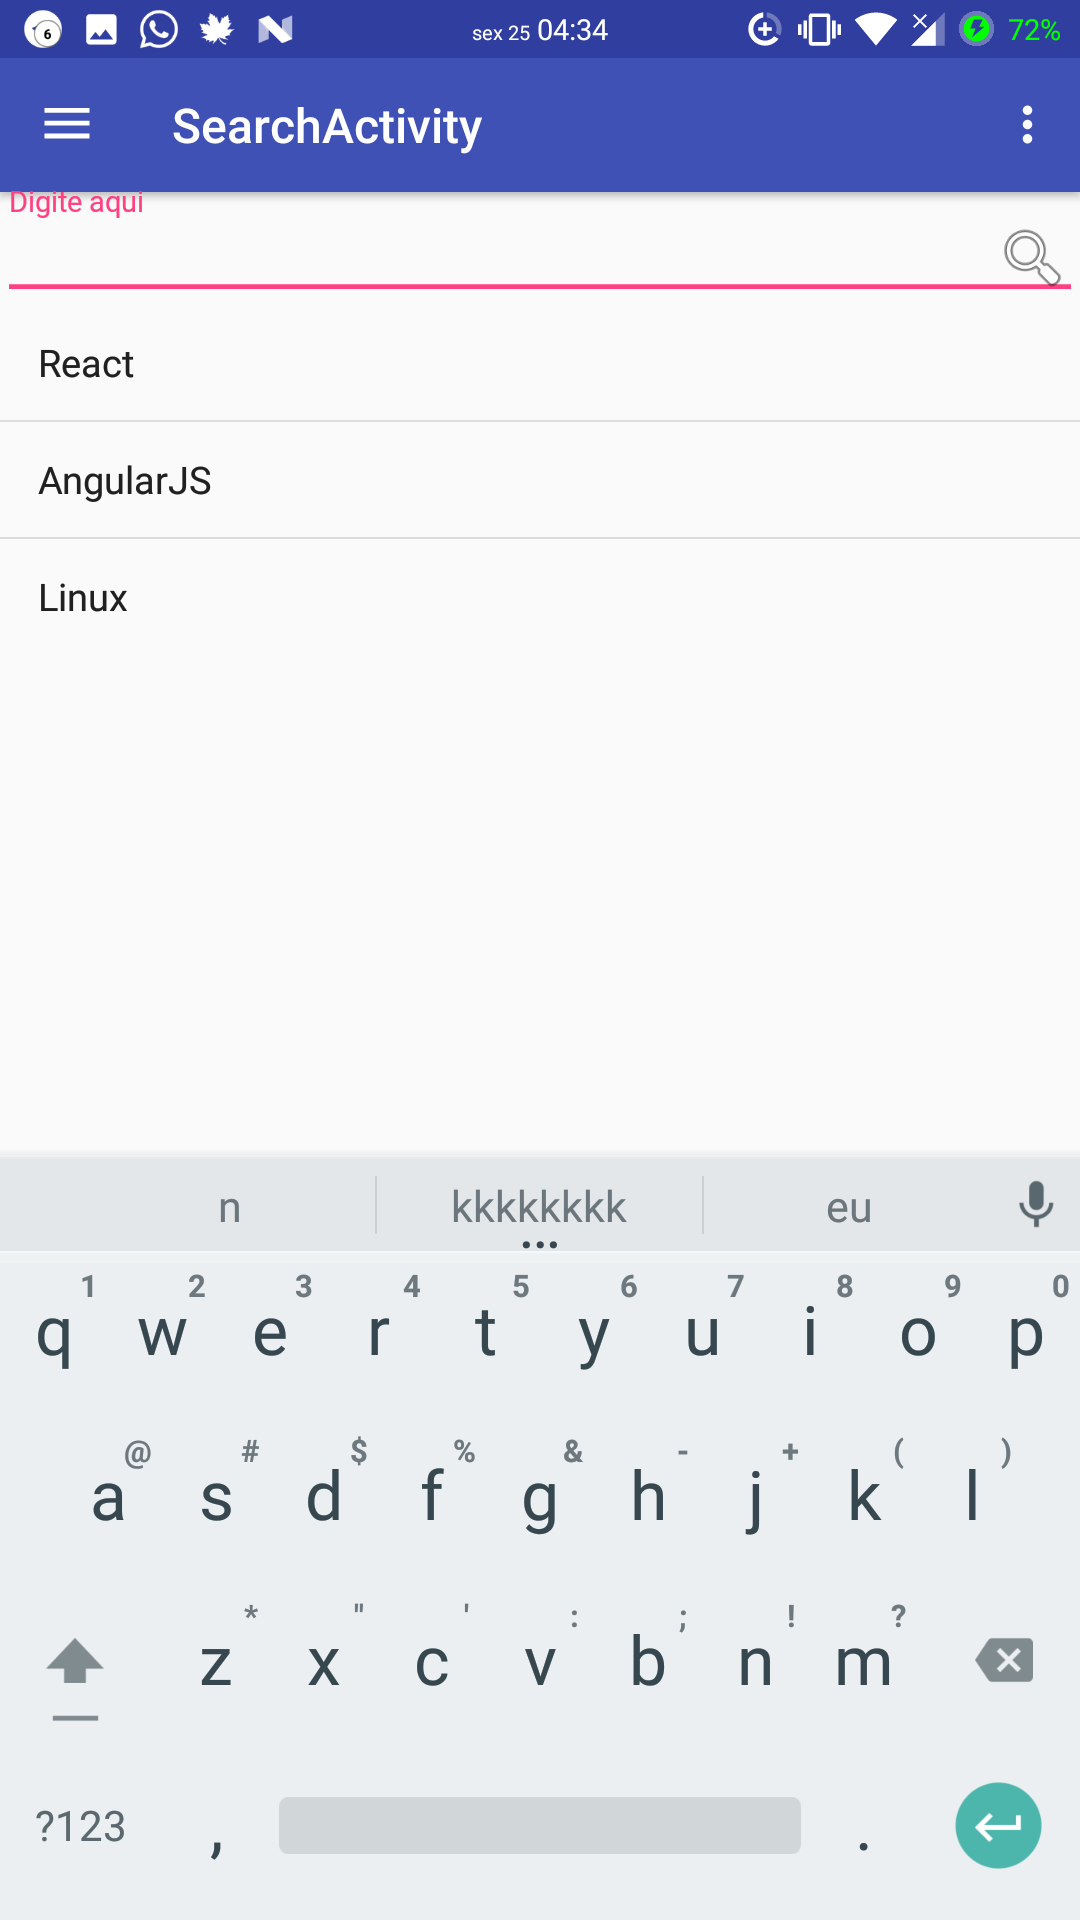 6 sex 25 04:34 72%
SearchActivity
Digite aqui
React
AngularJS
Linux
n kkkkkkkk eu
1 2 3 4 5 6 7 8 9 0
q w e r t y u i o p
@ # $ % & - + ( )
a s d f g h j k l
* " ' : ; ! ?
z x c v b n m
?123 , .